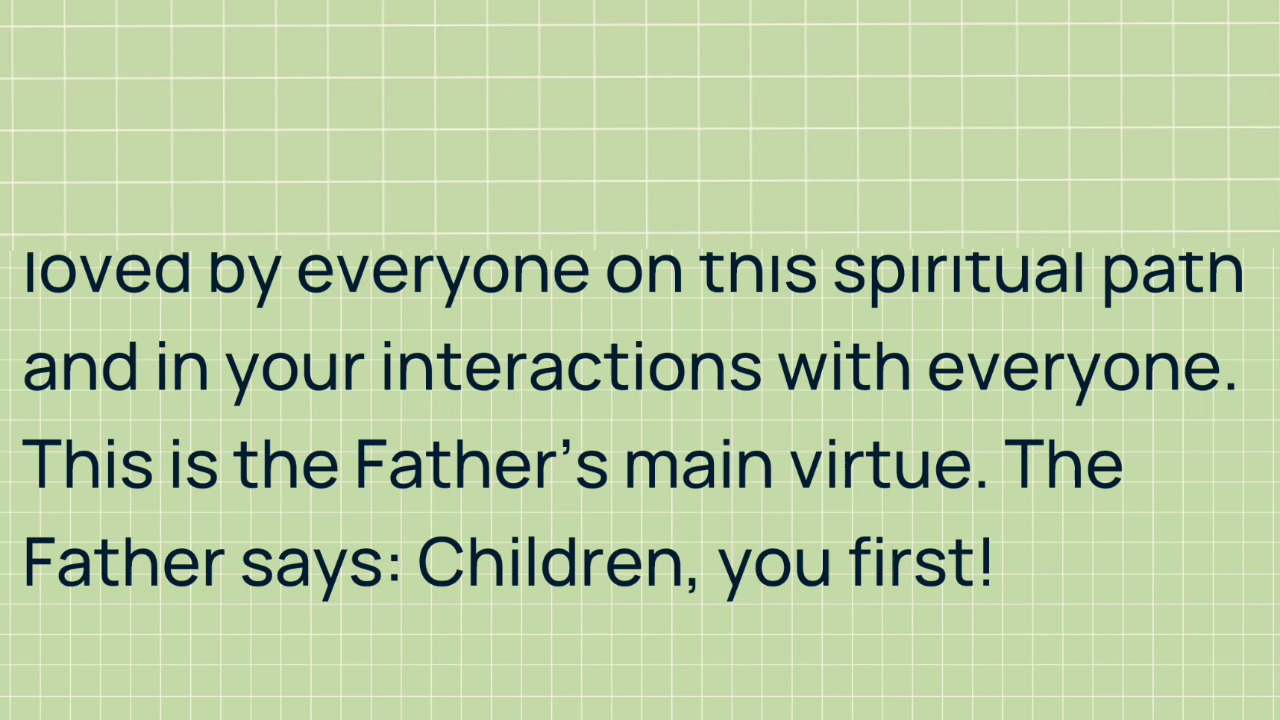 loved by everyone on this spiritual path
and in your interactions with everyone.
This is the Father’s main virtue. The
Father says: Children, you first!